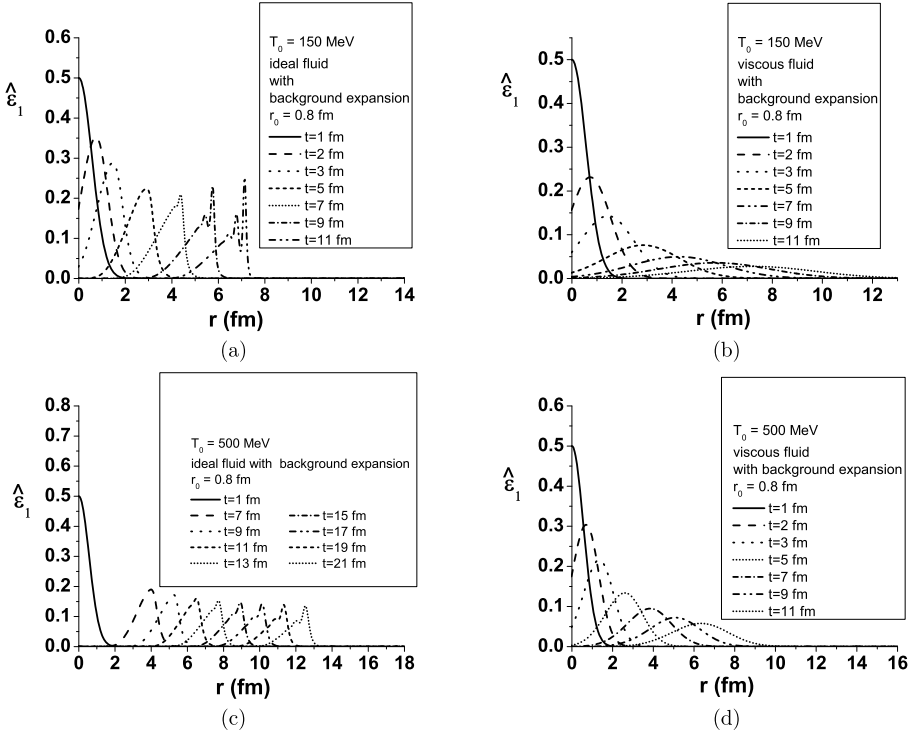 T0 = 150 MeV
ideal fluid
with
background expansion
r0 = 0.8 fm
t=1 fm
t=2 fm
t=3 fm
t=5 fm
t=7 fm
t=9 fm
t=11 fm
0.6
0.5
0.4
0.3
0.2
0.1
0.0
ε̂1
0 2 4 6 8 10 12 14
r (fm)
(a)
T0 = 150 MeV
viscous fluid
with
background expansion
r0 = 0.8 fm
t=1 fm
t=2 fm
t=3 fm
t=5 fm
t=7 fm
t=9 fm
t=11 fm
0.5
0.4
0.3
0.2
0.1
0.0
ε̂1
0 2 4 6 8 10 12
r (fm)
(b)
T0 = 500 MeV
ideal fluid with background expansion
r0 = 0.8 fm
t=1 fm
t=7 fm t=15 fm
t=9 fm t=17 fm
t=11 fm t=19 fm
t=13 fm t=21 fm
0.8
0.7
0.6
0.5
0.4
0.3
0.2
0.1
0.0
ε̂1
0 2 4 6 8 10 12 14 16 18
r (fm)
(c)
T0 = 500 MeV
viscous fluid
with background expansion
r0 = 0.8 fm
t=1 fm
t=2 fm
t=3 fm
t=5 fm
t=7 fm
t=9 fm
t=11 fm
0.6
0.5
0.4
0.3
0.2
0.1
0.0
ε̂1
0 2 4 6 8 10 12 14 16
r (fm)
(d)